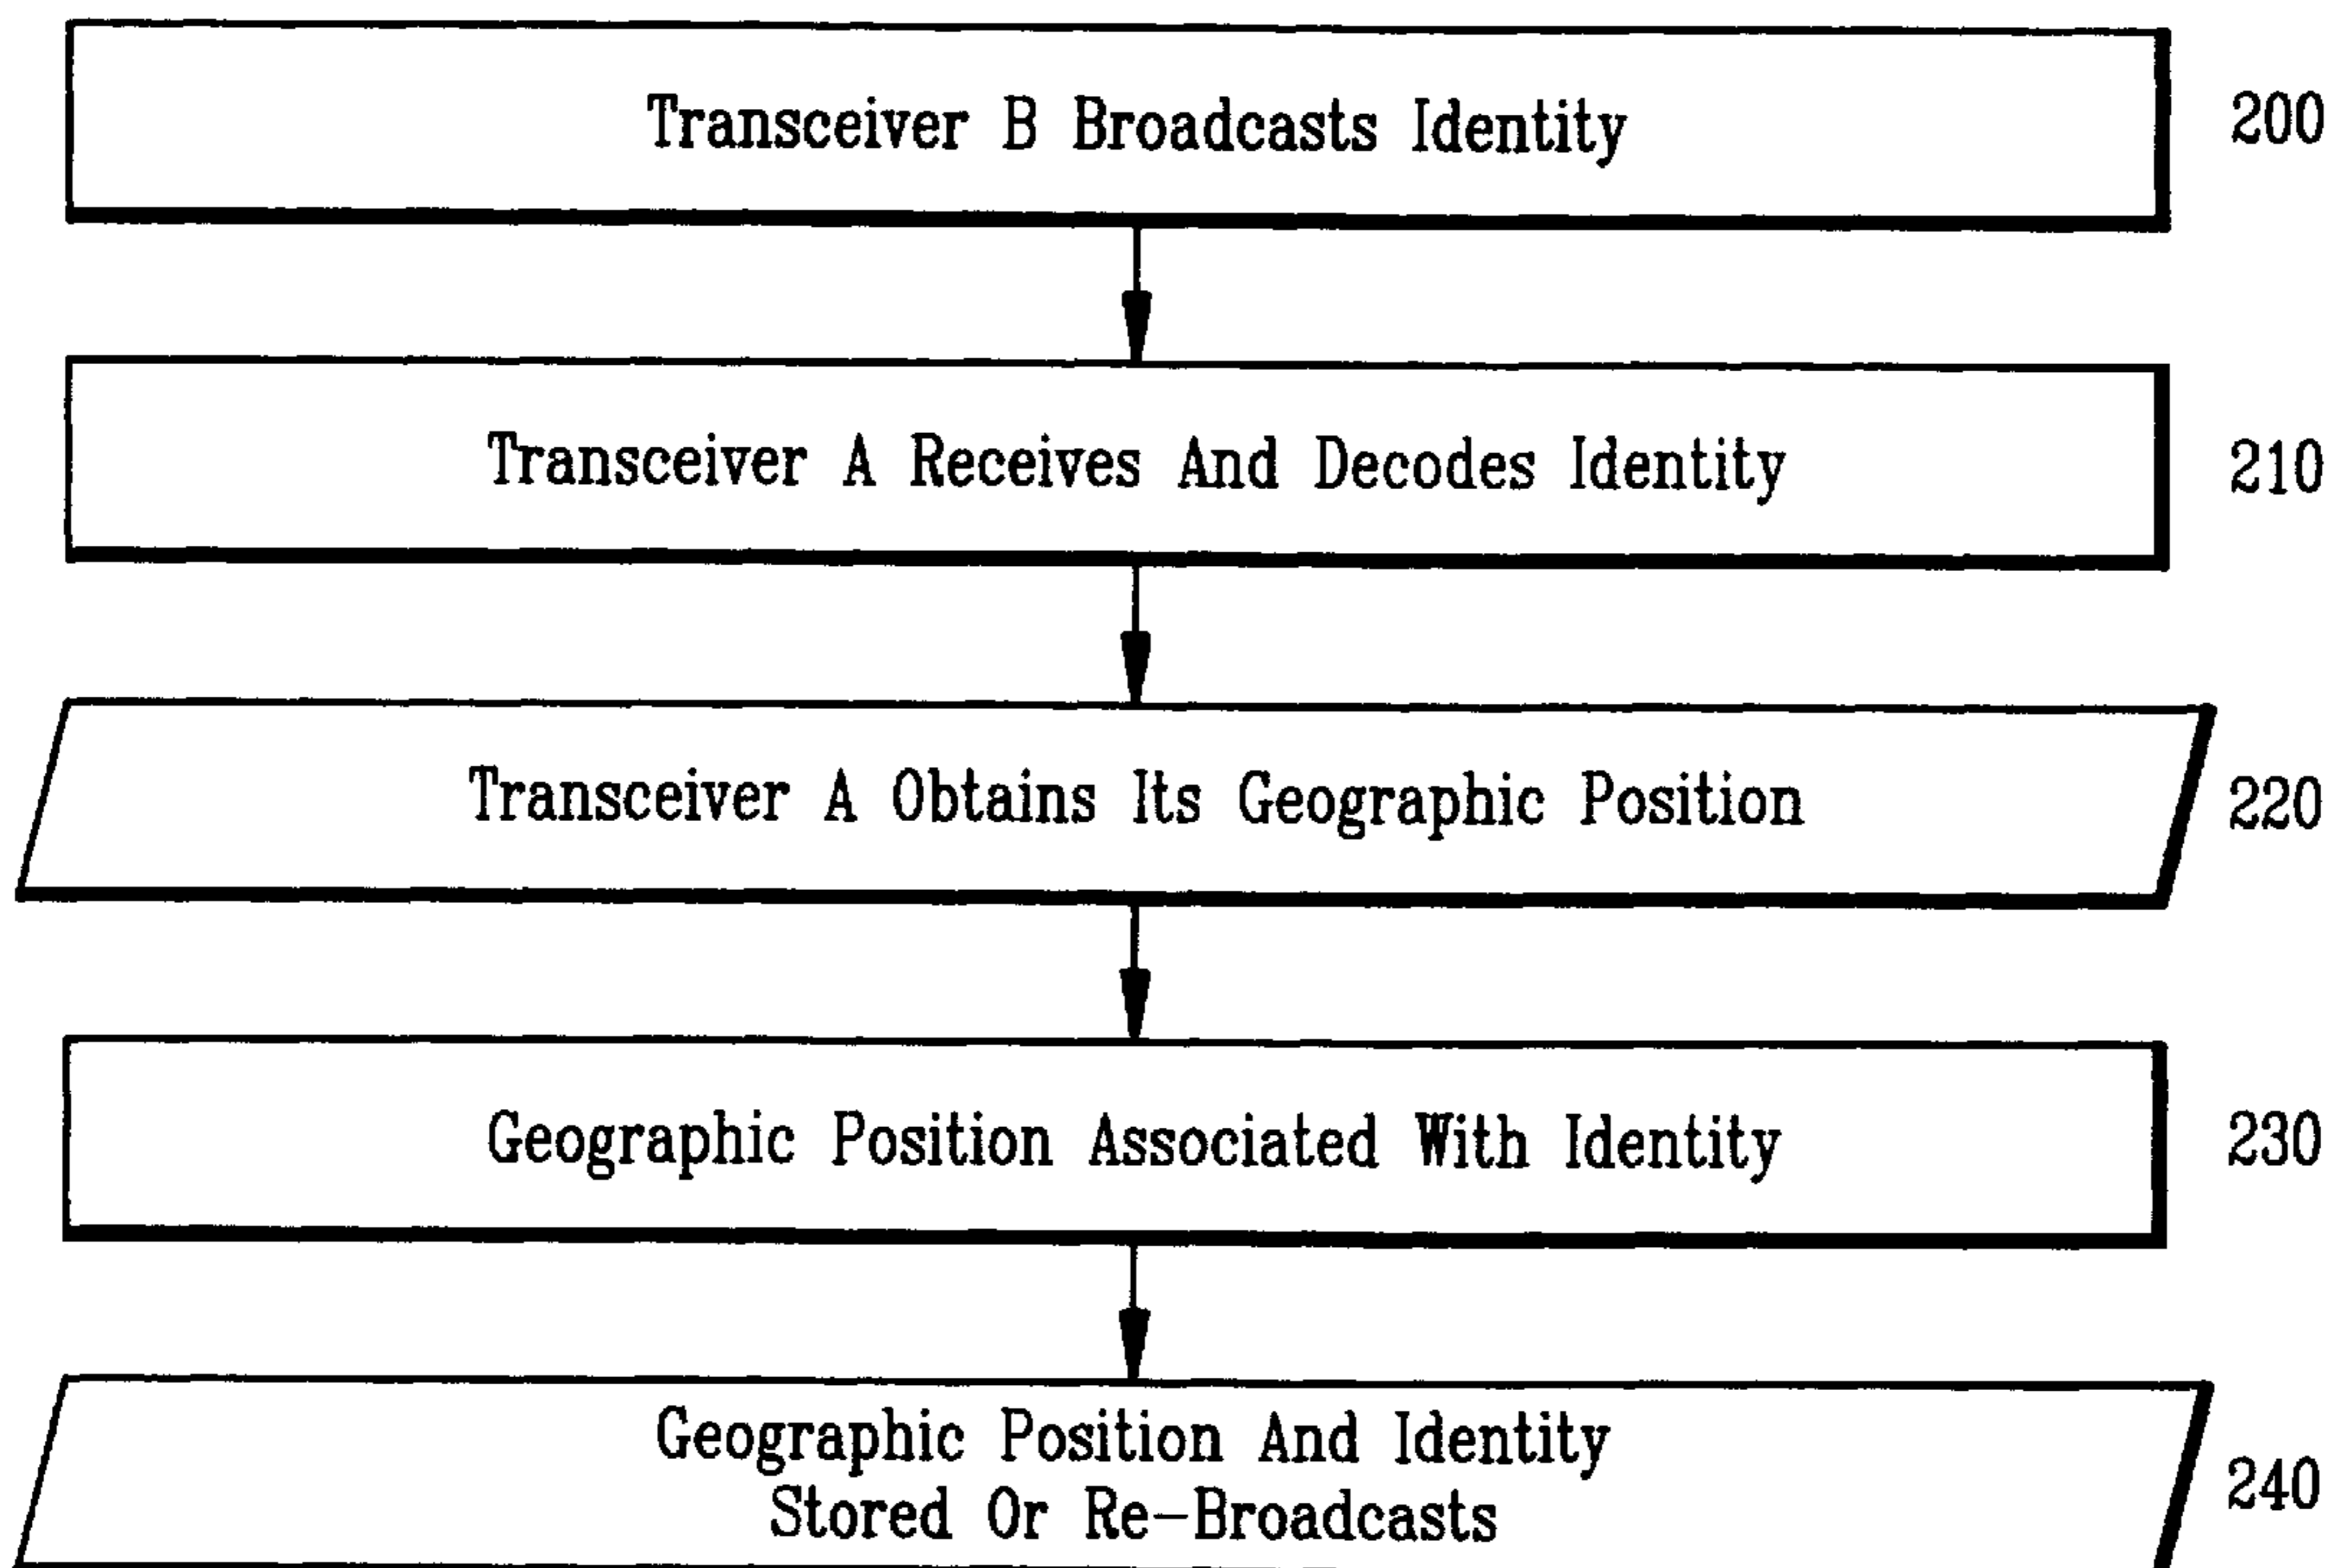 Transceiver B Broadcasts Identity 200
Transceiver A Receives And Decodes Identity 210
Transceiver A Obtains Its Geographic Position 220
Geographic Position Associated With Identity 230
Geographic Position And Identity
Stored Or Re-Broadcasts 240